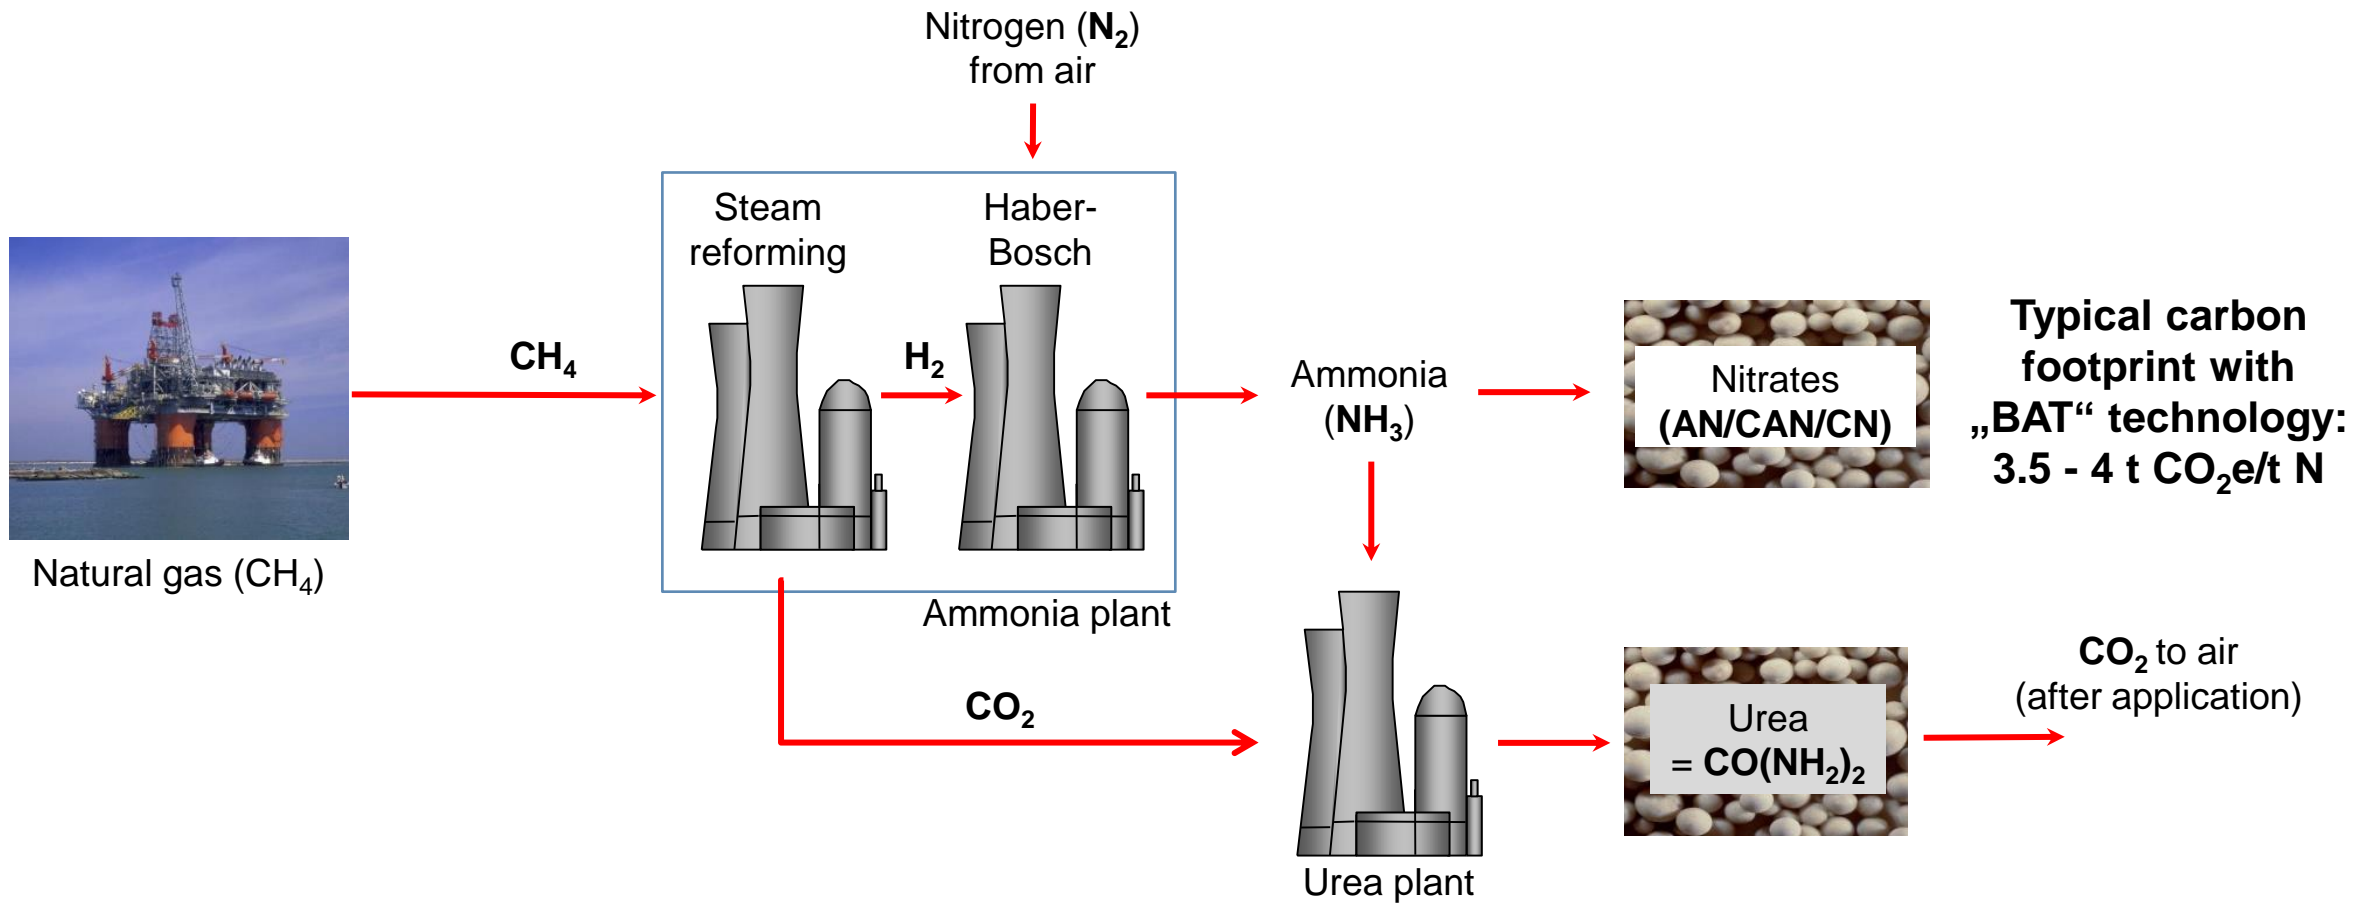 Nitrogen (N₂)
from air
Steam
reforming
Haber-
Bosch
CH₄
H₂
Natural gas (CH₄)
Ammonia plant
CO₂
Ammonia
(NH₃)
Nitrates
(AN/CAN/CN)
Typical carbon
footprint with
„BAT“ technology:
3.5 - 4 t CO₂e/t N
Urea plant
Urea
= CO(NH₂)₂
CO₂ to air
(after application)